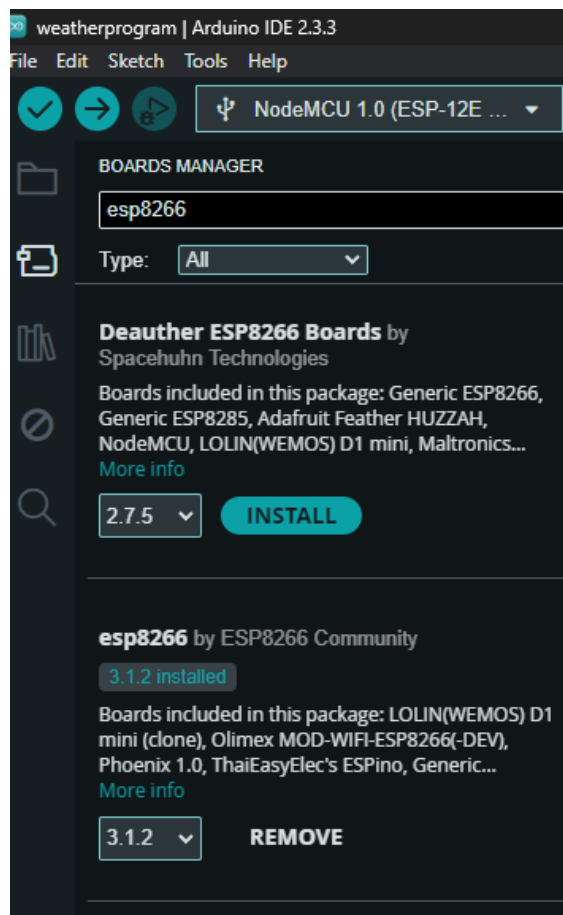 weatherprogram | Arduino IDE 2.3.3
File Edit Sketch Tools Help
NodeMCU 1.0 (ESP-12E ...
BOARDS MANAGER
esp8266
Type: All
Deauther ESP8266 Boards by
Spacehuhn Technologies
Boards included in this package: Generic ESP8266,
Generic ESP8285, Adafruit Feather HUZZAH,
NodeMCU, LOLIN(WEMOS) D1 mini, Maltronics...
More info
2.7.5 INSTALL
esp8266 by ESP8266 Community
3.1.2 installed
Boards included in this package: LOLIN(WEMOS) D1
mini (clone), Olimex MOD-WIFI-ESP8266(-DEV),
Phoenix 1.0, ThaiEasyElec's ESPino, Generic...
More info
3.1.2 REMOVE